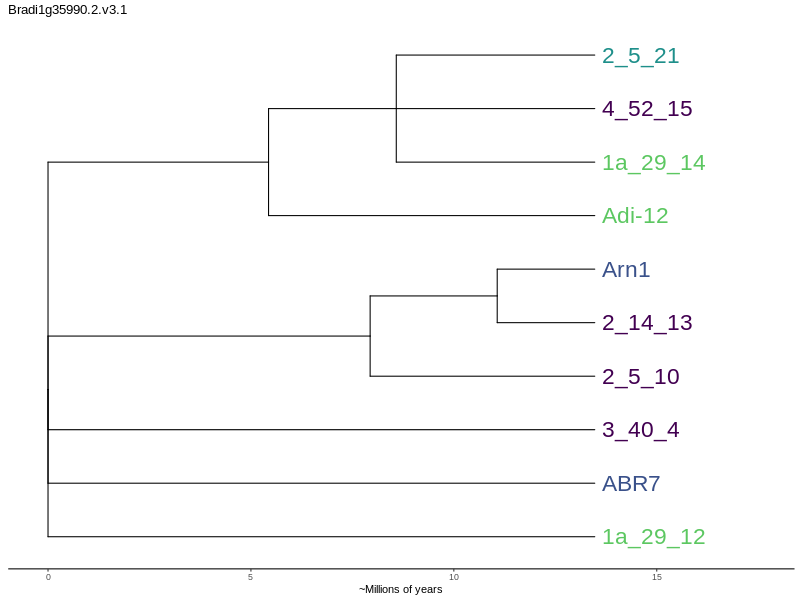 Bradi1g35990.2.v3.1
2_5_21
4_52_15
1a_29_14
Adi-12
Arn1
2_14_13
2_5_10
3_40_4
ABR7
1a_29_12
0 5 10 15
~Millions of years